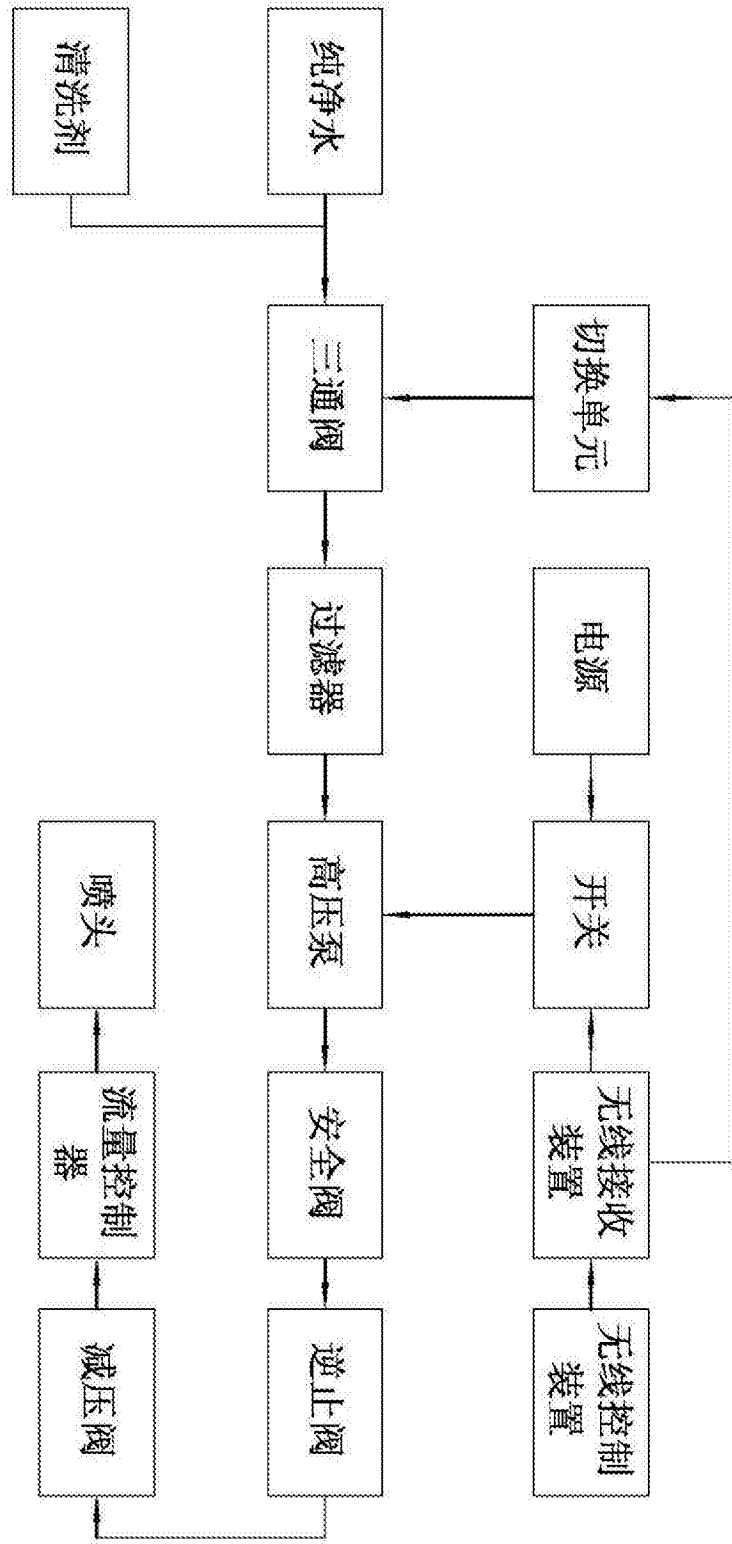 切换单元
电源
开关
无线接收
装置
无线控制
装置
纯净水
三通阀
过滤器
高压泵
安全阀
逆止阀
清洗剂
喷头
流量控制
器
减压阀